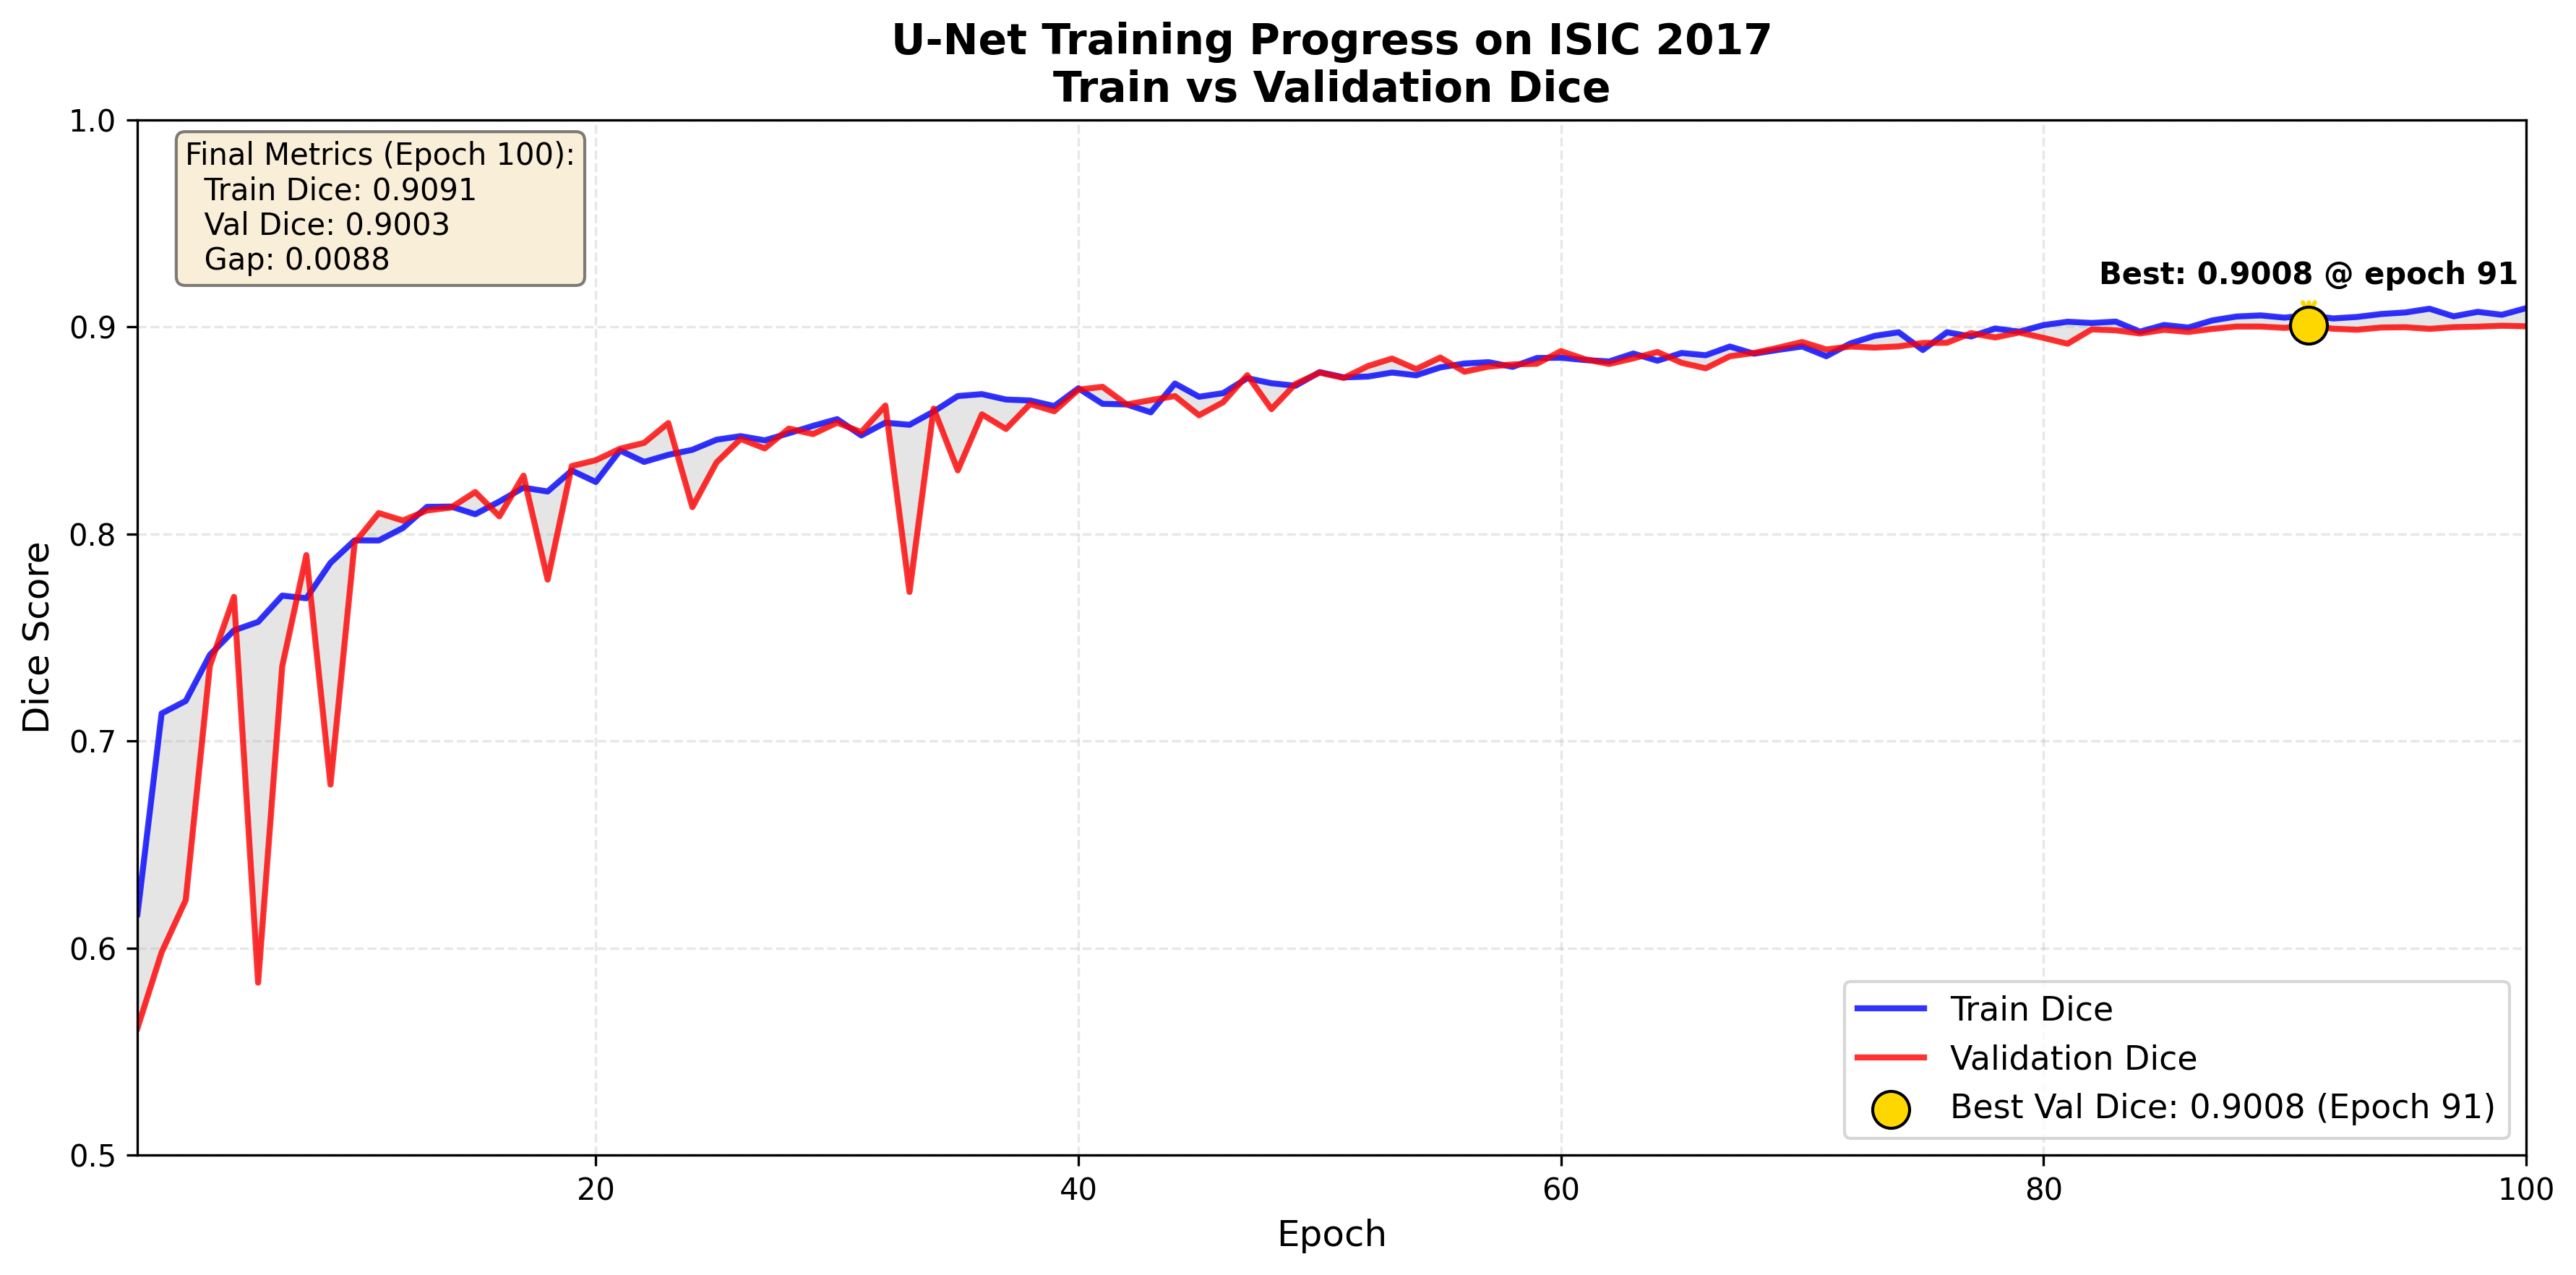 U-Net Training Progress on ISIC 2017
Train vs Validation Dice
Final Metrics (Epoch 100):
Train Dice: 0.9091
Val Dice: 0.9003
Gap: 0.0088
Best: 0.9008 @ epoch 91
1.0
0.9
0.8
0.7
0.6
0.5
Dice Score
Train Dice
Validation Dice
Best Val Dice: 0.9008 (Epoch 91)
20
40
60
80
100
Epoch